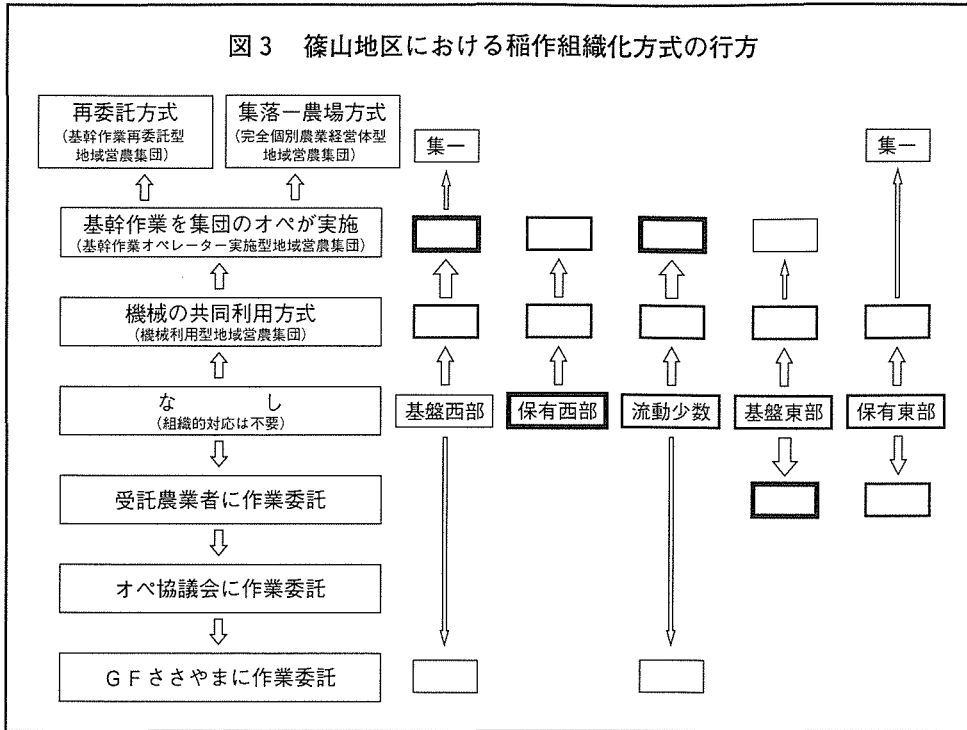 図3 篠山地区における稲作組織化方式の行方
再委託方式
(基幹作業再委託型
地域営農集団)
集落一農場方式
(完全個別農業経営体型
地域営農集団)
集一
集一
基幹作業を集団のオペが実施
(基幹作業オペレーター実施型地域営農集団)
機械の共同利用方式
(機械利用型地域営農集団)
なし
(組織的対応は不要)
基盤西部
保有西部
流動少数
基盤東部
保有東部
受託農業者に作業委託
オペ協議会に作業委託
GFささやまに作業委託